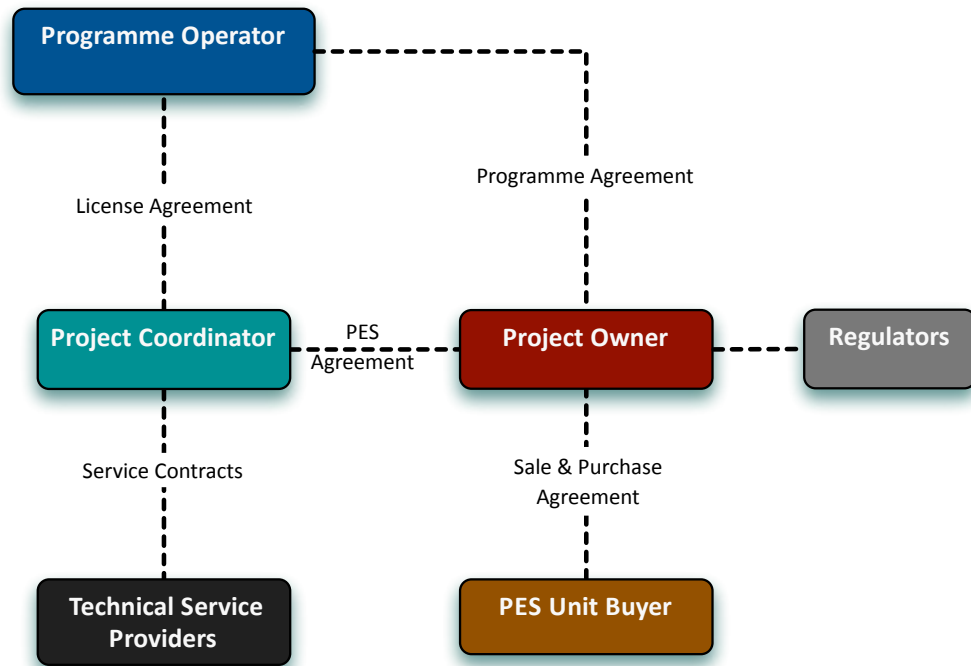 Programme Operator
Programme Agreement
License Agreement
Project Coordinator
PES
Agreement
Project Owner
Regulators
Service Contracts
Sale & Purchase
Agreement
Technical Service
Providers
PES Unit Buyer